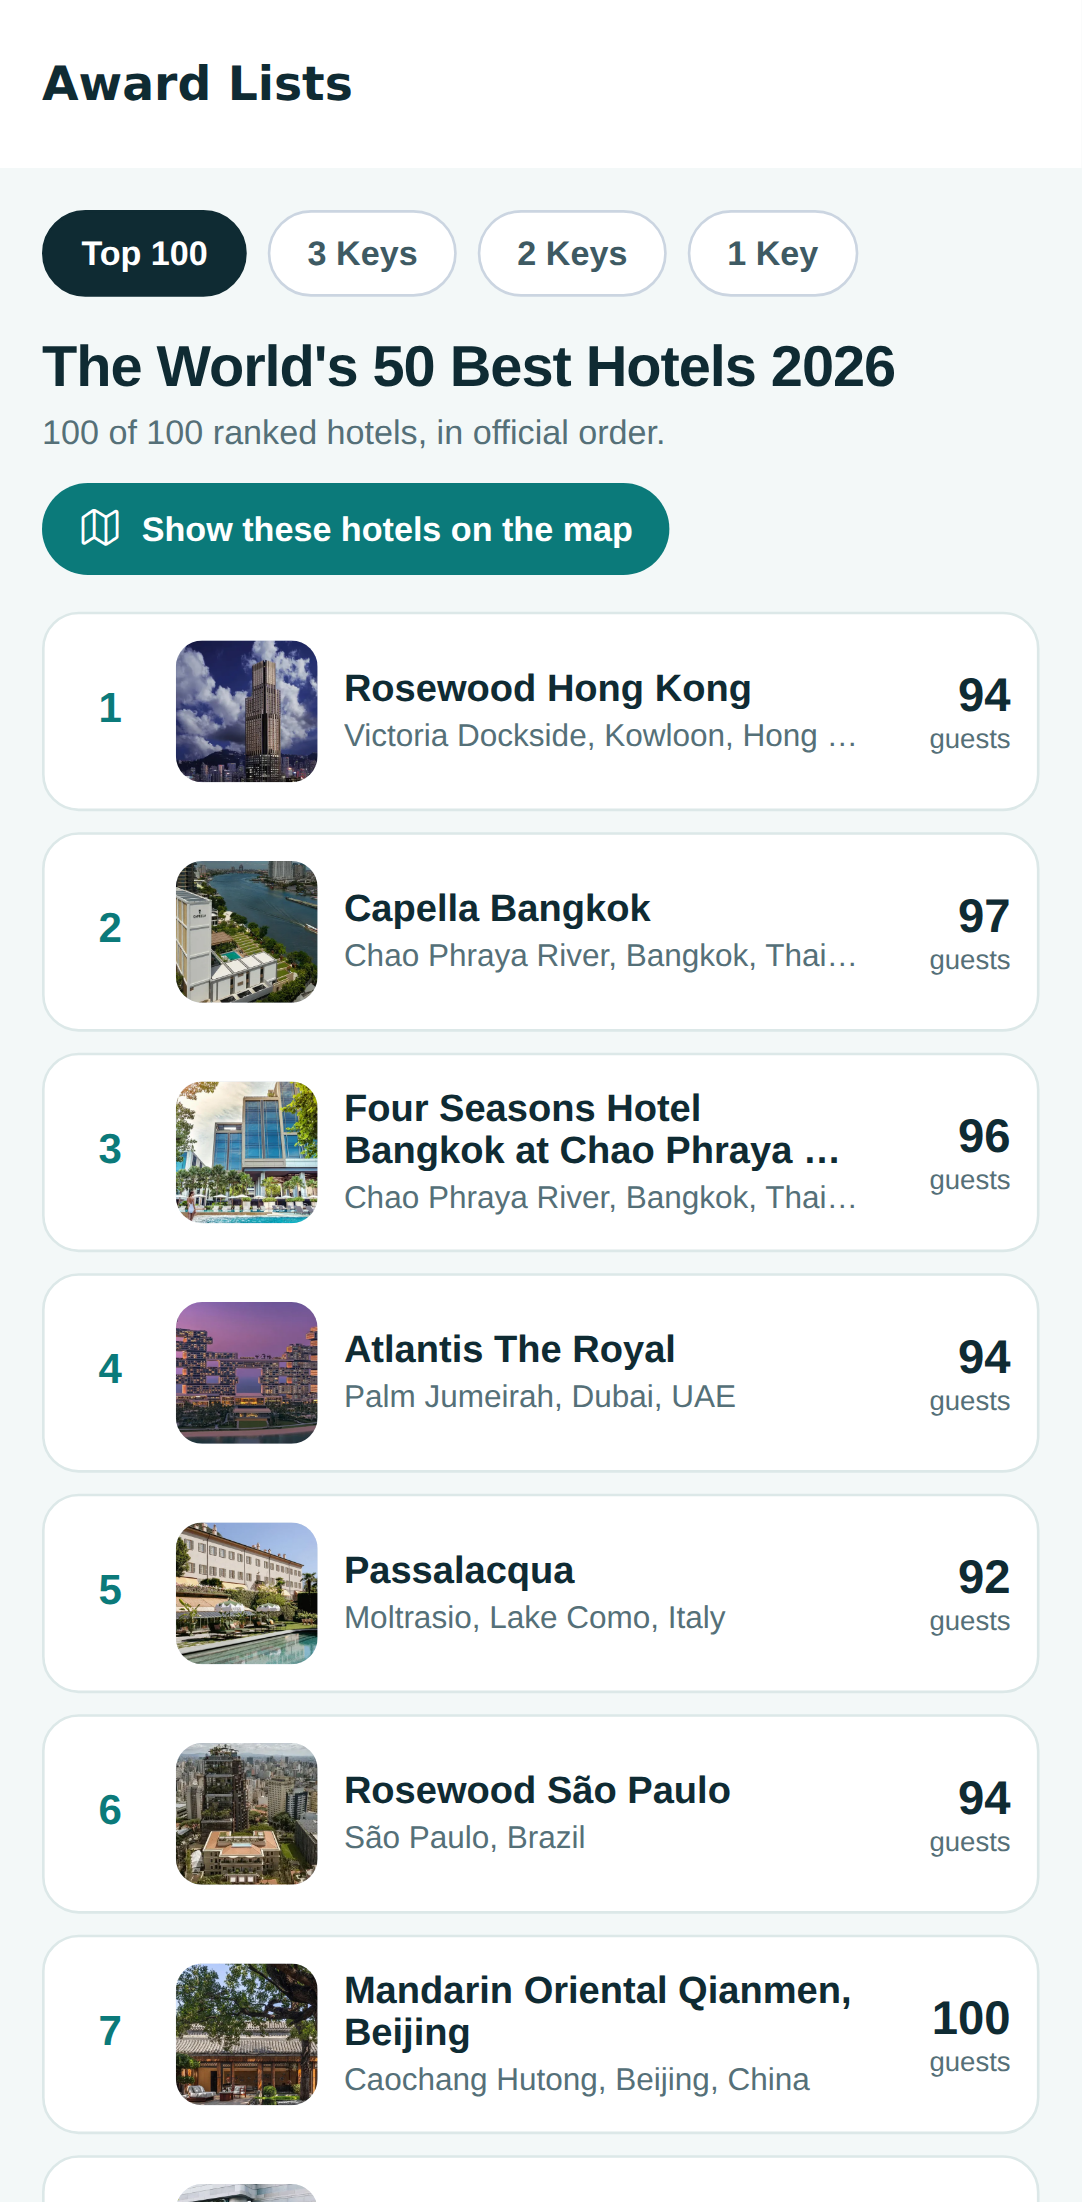 Award Lists
Top 100
3 Keys
2 Keys
1 Key
The World's 50 Best Hotels 2026
100 of 100 ranked hotels, in official order.
Show these hotels on the map
1
Rosewood Hong Kong
Victoria Dockside, Kowloon, Hong …
94
guests
2
Capella Bangkok
Chao Phraya River, Bangkok, Thai…
97
guests
3
Four Seasons Hotel
Bangkok at Chao Phraya …
Chao Phraya River, Bangkok, Thai…
96
guests
4
Atlantis The Royal
Palm Jumeirah, Dubai, UAE
94
guests
5
Passalacqua
Moltrasio, Lake Como, Italy
92
guests
6
Rosewood São Paulo
São Paulo, Brazil
94
guests
7
Mandarin Oriental Qianmen,
Beijing
Caochang Hutong, Beijing, China
100
guests